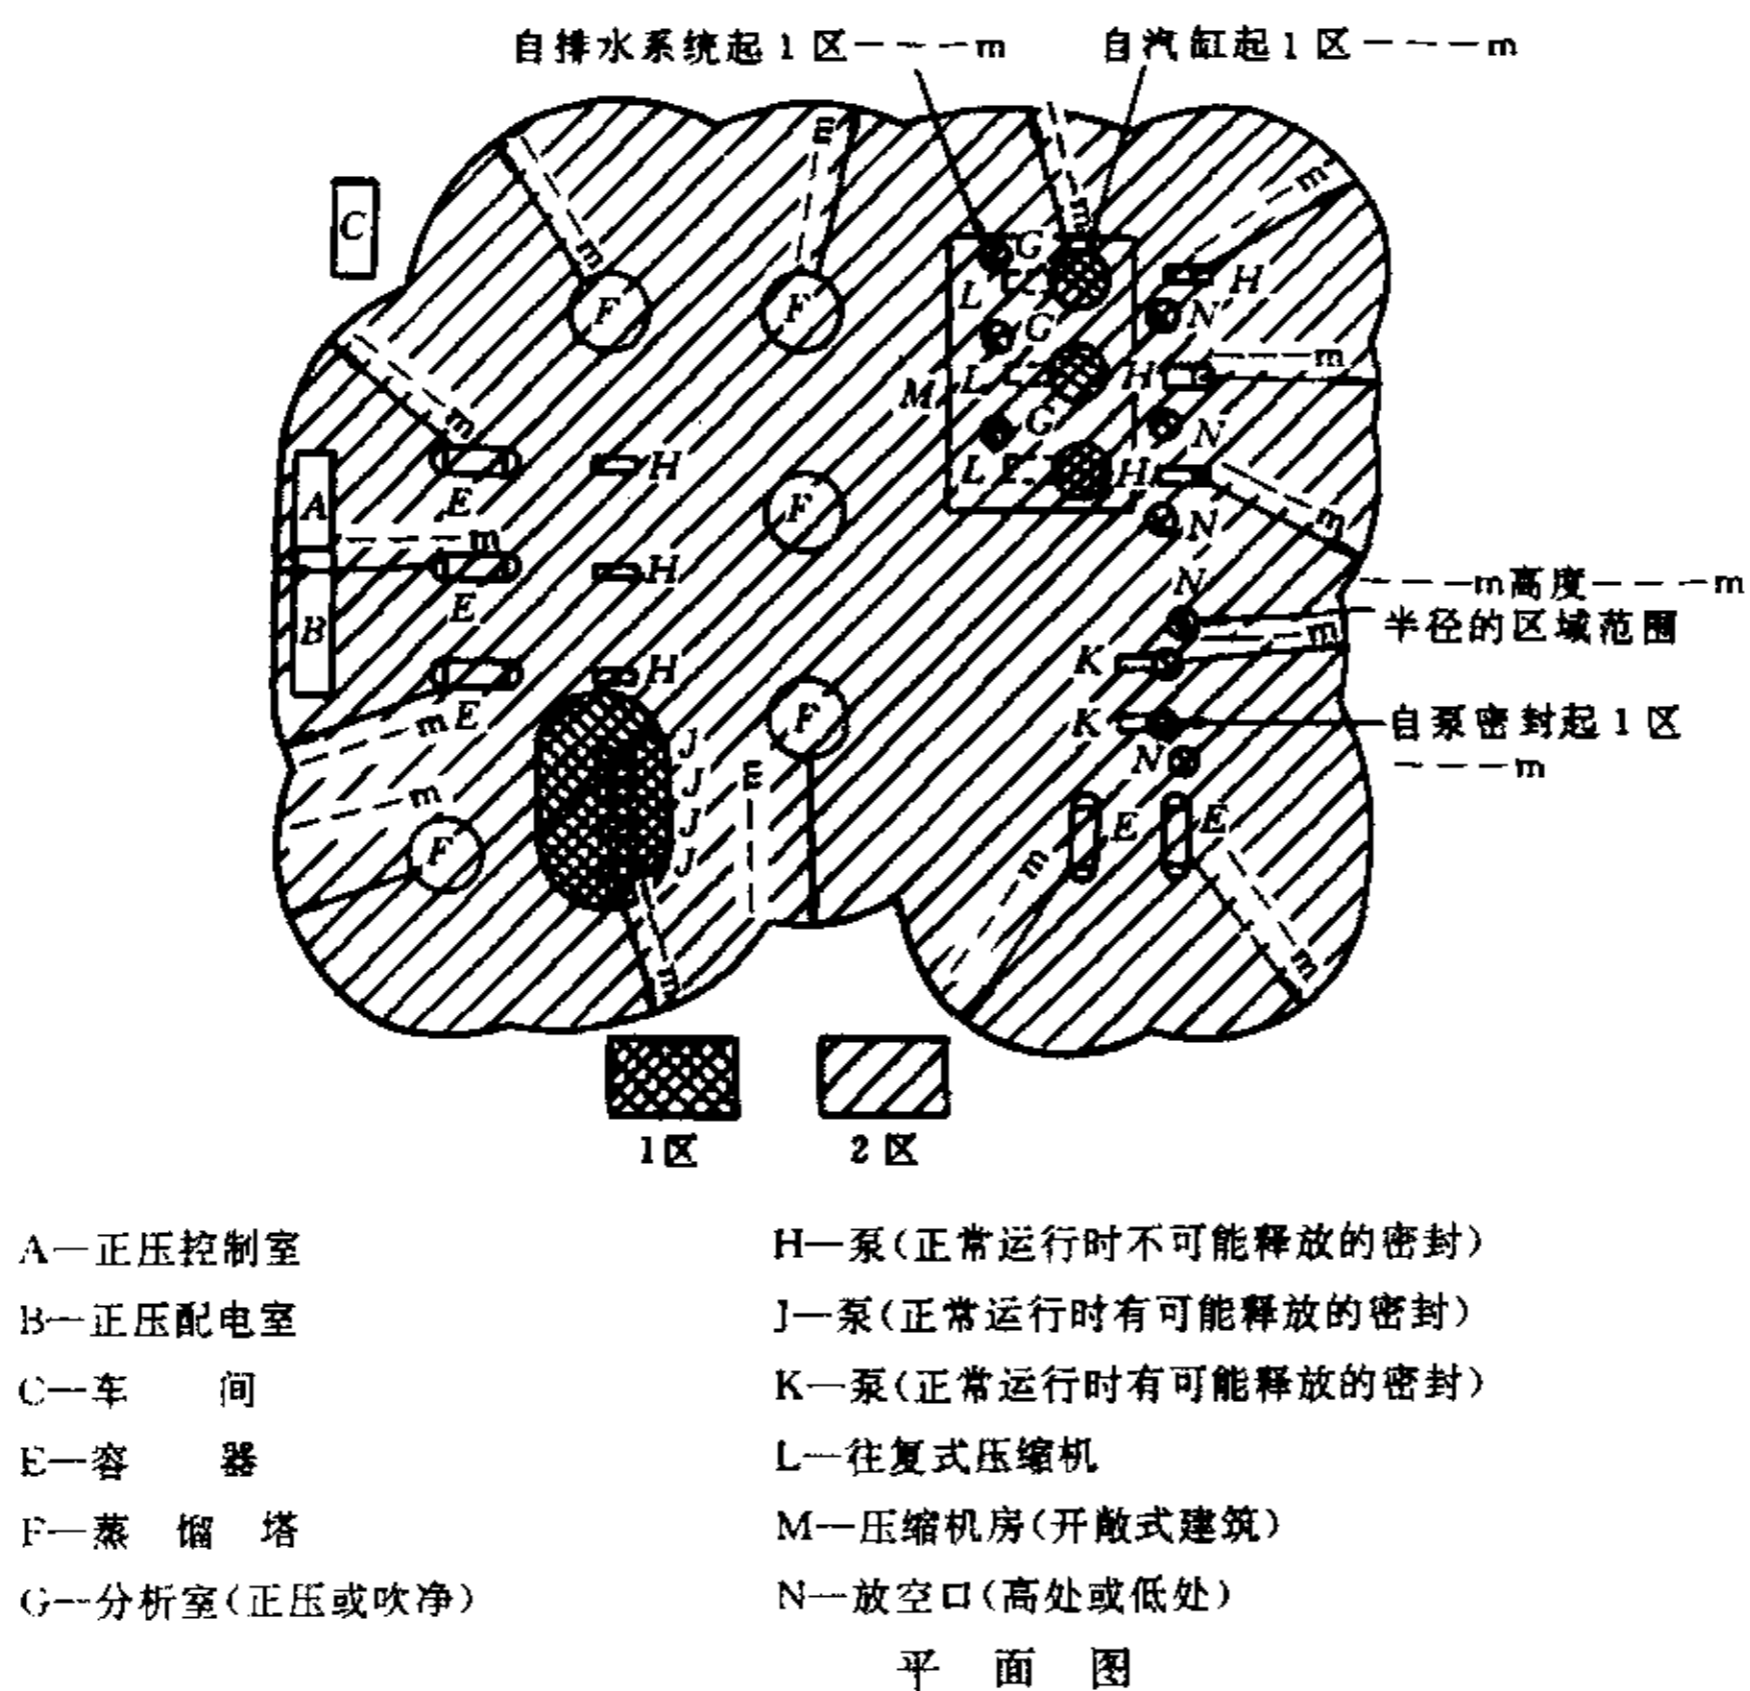 自排水系统起1区----m 自汽缸起1区----m
m
m
m
m
C
m
G
F
F
L
H
N
G
m
M
L
H
m
G
N
A
E
H
F
L
H
m
N
m
E
H
N
----m高度----m
B
m
半径的区域范围
K
H
m
E
F
K
自泵密封起1区
J
N
----m
J
m
m
F
J
E
E
J
m
m
m
1区
2区
A—正压控制室
B—正压配电室
C—车 间
E—容 器
F—蒸 馏 塔
G—分析室(正压或吹净)
H—泵(正常运行时不可能释放的密封)
J—泵(正常运行时有可能释放的密封)
K—泵(正常运行时有可能释放的密封)
L—往复式压缩机
M—压缩机房(开敞式建筑)
N—放空口(高处或低处)
平 面 图